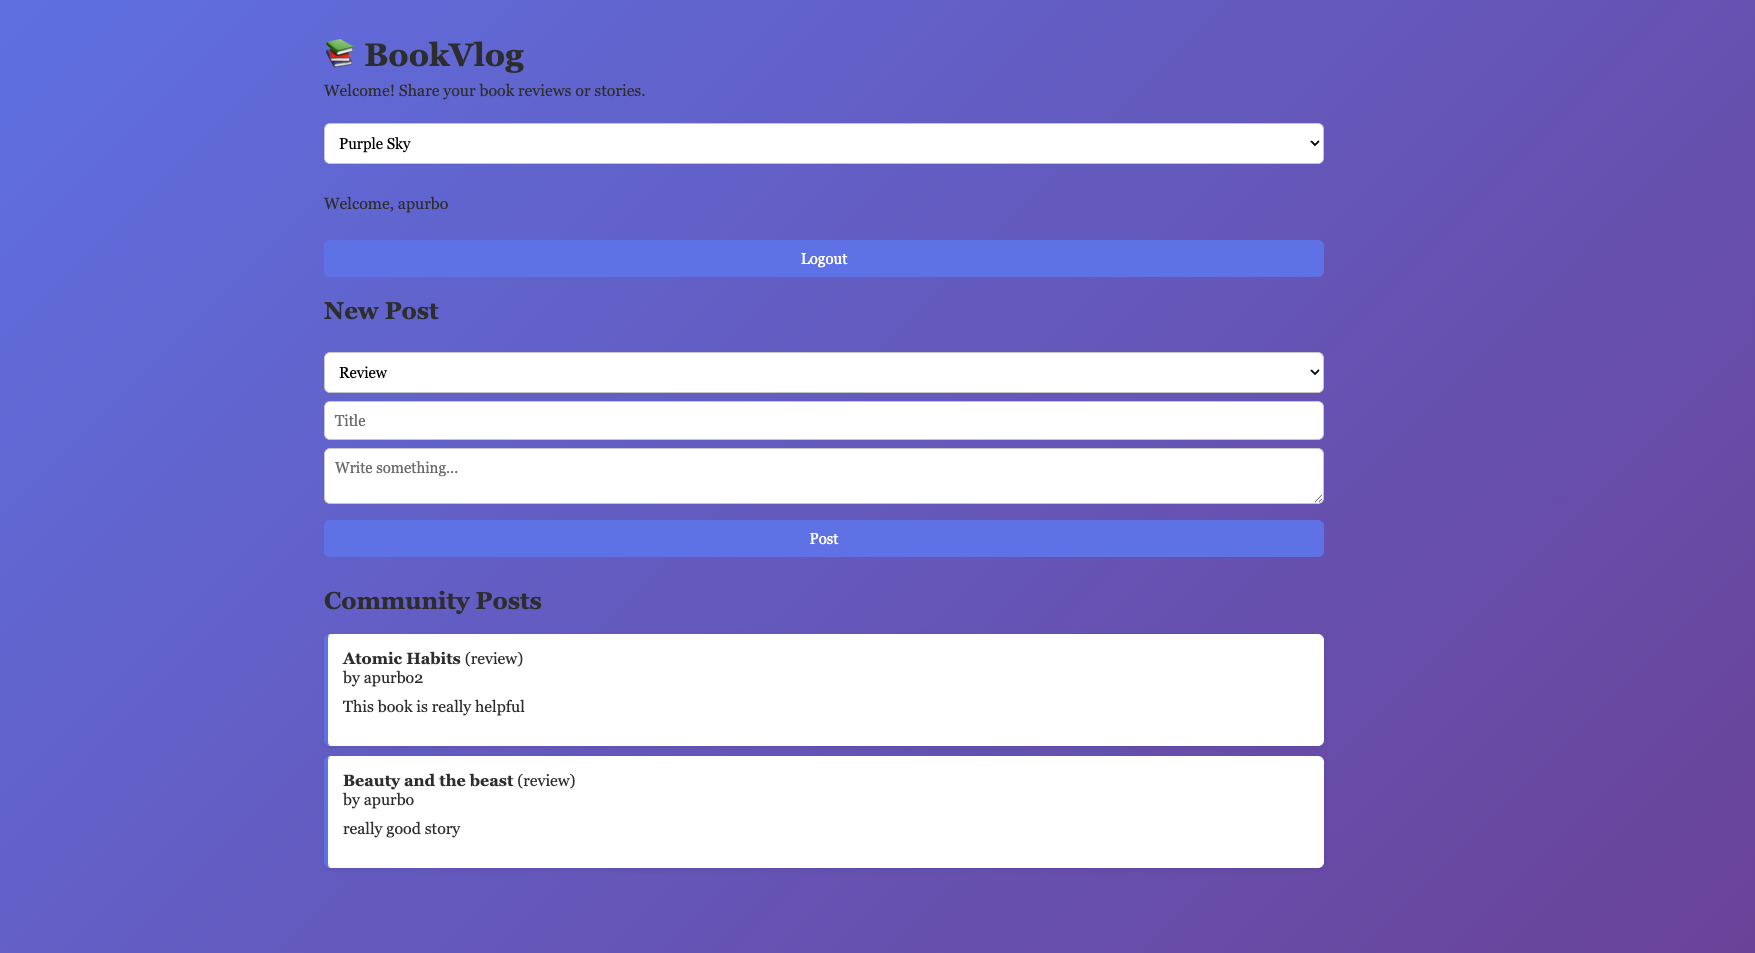 BookVlog
Welcome! Share your book reviews or stories.
Purple Sky
Welcome, apurbo
Logout
New Post
Review
Title
Write something...
Post
Community Posts
Atomic Habits (review)
by apurbo2
This book is really helpful
Beauty and the beast (review)
by apurbo
really good story